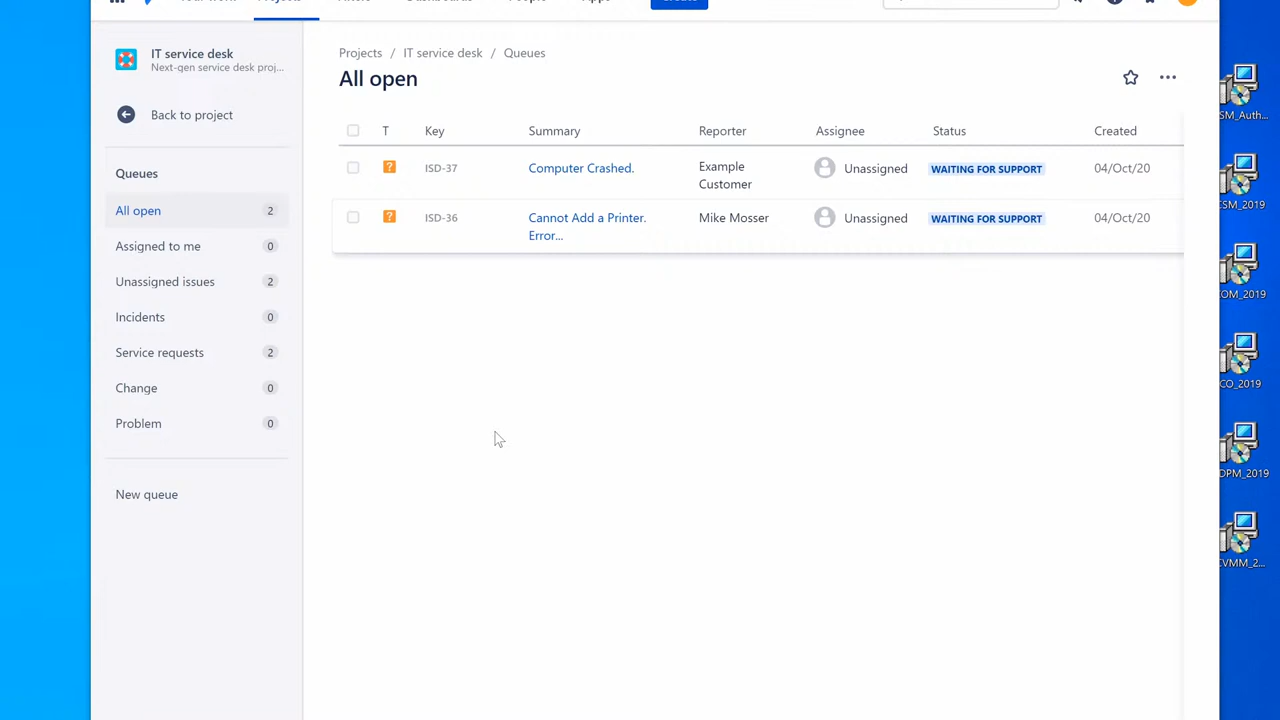 Projects
IT service desk
Next-gen service desk proj...
Projects / IT service desk / Queues
All open
Back to project
T Key Summary Reporter Assignee Status Created
? ISD-37 Computer Crashed. Example Customer Unassigned WAITING FOR SUPPORT 04/Oct/20
? ISD-36 Cannot Add a Printer. Error... Mike Mosser Unassigned WAITING FOR SUPPORT 04/Oct/20
Queues
All open 2
Assigned to me 0
Unassigned issues 2
Incidents 0
Service requests 2
Change 0
Problem 0
New queue
SM_Auth...
CSM_2019
COM_2019
CO_2019
DPM_2019
CVMM_2...